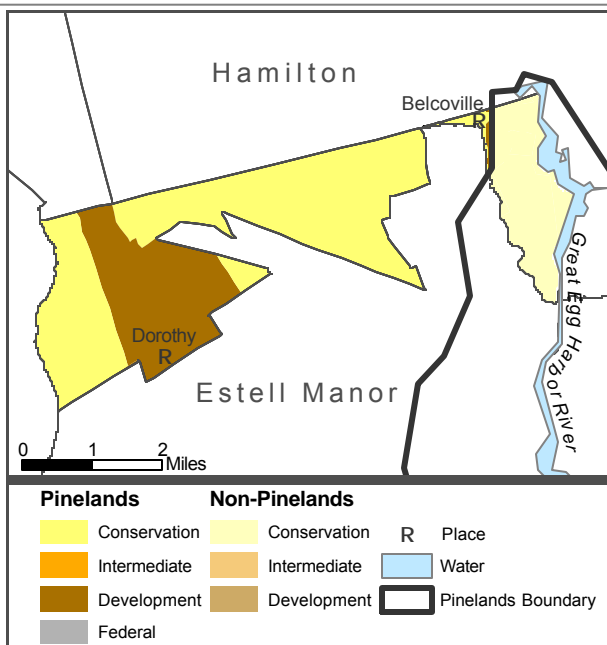 Hamilton
Belcoville
R
Dorothy
R
Estell Manor
Great Egg Harbor River
0 1 2
Miles
Pinelands Non-Pinelands
Conservation Conservation R Place
Intermediate Intermediate Water
Development Development Pinelands Boundary
Federal